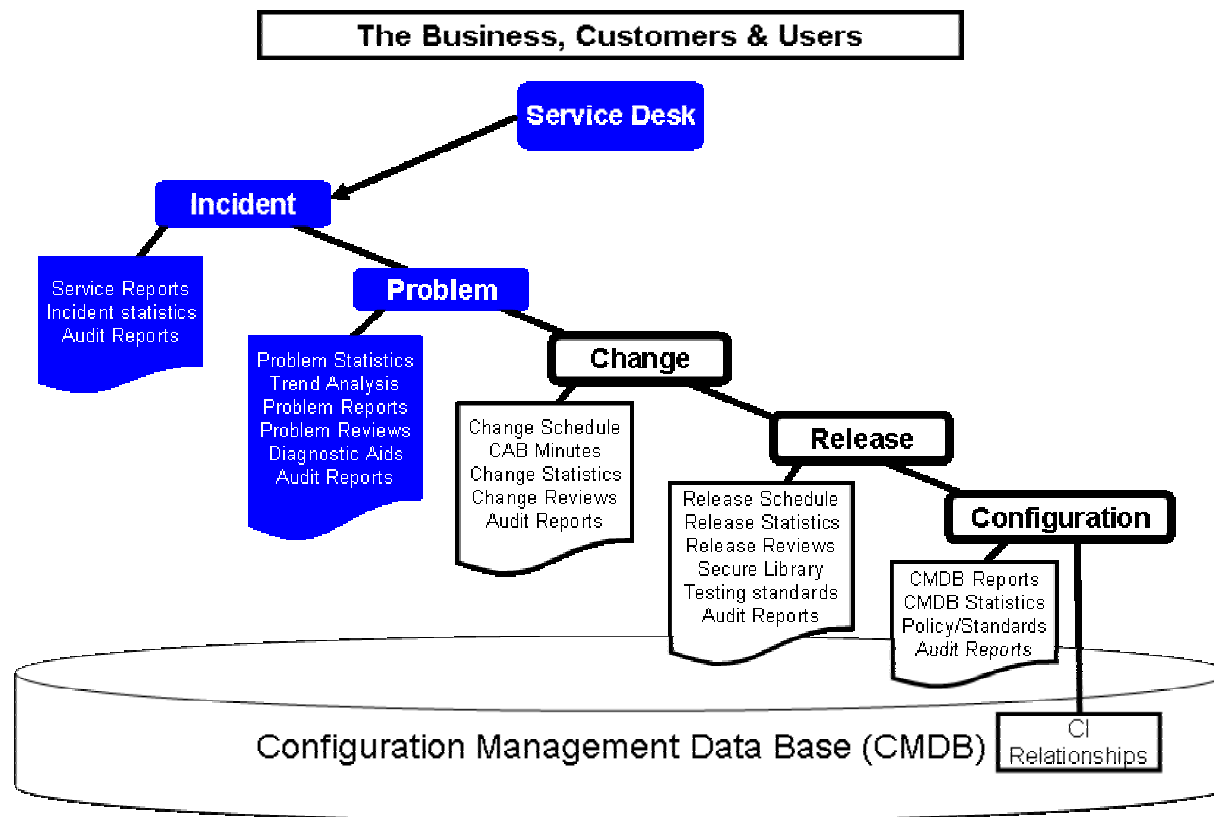 The Business, Customers & Users
Service Desk
Incident
Service Reports
Incident statistics
Audit Reports
Problem
Problem Statistics
Trend Analysis
Problem Reports
Problem Reviews
Diagnostic Aids
Audit Reports
Change
Change Schedule
CAB Minutes
Change Statistics
Change Reviews
Audit Reports
Release
Release Schedule
Release Statistics
Release Reviews
Secure Library
Testing standards
Audit Reports
Configuration
CMDB Reports
CMDB Statistics
Policy/Standards
Audit Reports
Configuration Management Data Base (CMDB)
CI
Relationships